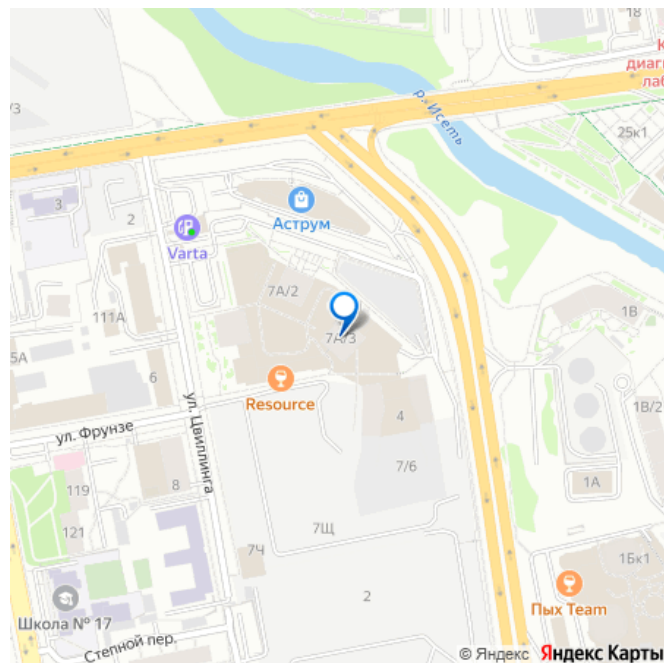 18
К
диаг
лаб
/3
р. Исеть
25к1
3
2
Аструм
Varta
7А/2
1В
111А
7А/3
5А
6
Resource
4
1В/2
ул. Фрунзе
ул. Цвиллинга
7/6
119
8
1А
121
7Щ
7Ч
1Бк1
2
Пых Team
Школа № 17
Степной пер.
© Яндекс Яндекс Карты